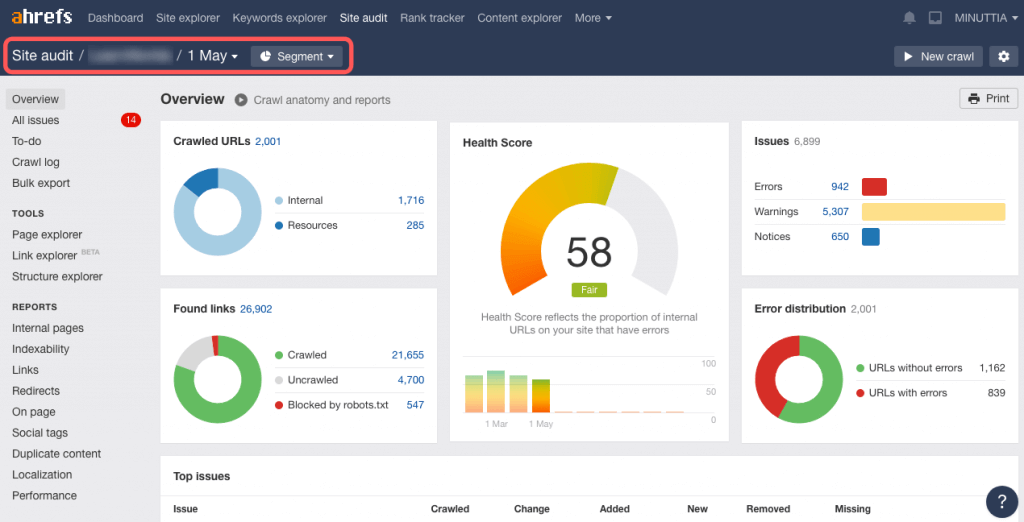 ahrefs Dashboard Site explorer Keywords explorer Site audit Rank tracker Content explorer More MINUTTIA
Site audit / / 1 May Segment New crawl
Overview
All issues 14
To-do
Crawl log
Bulk export
TOOLS
Page explorer
Link explorer BETA
Structure explorer
REPORTS
Internal pages
Indexability
Links
Redirects
On page
Social tags
Duplicate content
Localization
Performance
Overview Crawl anatomy and reports Print
Crawled URLs 2,001
Internal 1,716
Resources 285
Health Score
58
Fair
Health Score reflects the proportion of internal
URLs on your site that have errors
100
50
0
1 Mar 1 May
Issues 6,899
Errors 942
Warnings 5,307
Notices 650
Found links 26,902
Crawled 21,655
Uncrawled 4,700
Blocked by robots.txt 547
Error distribution 2,001
URLs without errors 1,162
URLs with errors 839
Top issues
Issue Crawled Change Added New Removed Missing
?